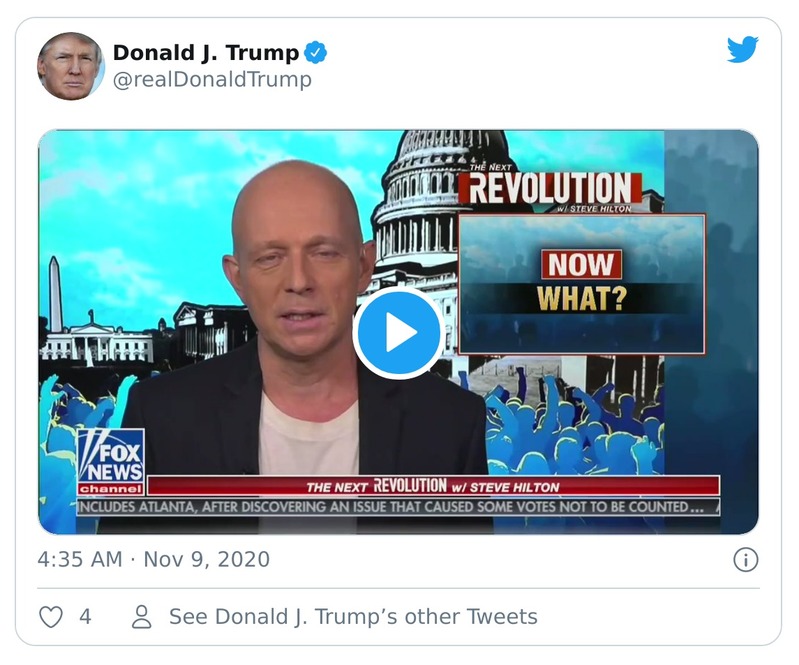 Donald J. Trump
@realDonaldTrump
THE NEXT
REVOLUTION
w/ STEVE HILTON
NOW
WHAT?
FOX
NEWS
channel
THE NEXT REVOLUTION w/ STEVE HILTON
INCLUDES ATLANTA, AFTER DISCOVERING AN ISSUE THAT CAUSED SOME VOTES NOT TO BE COUNTED...
4:35 AM · Nov 9, 2020
4
See Donald J. Trump’s other Tweets